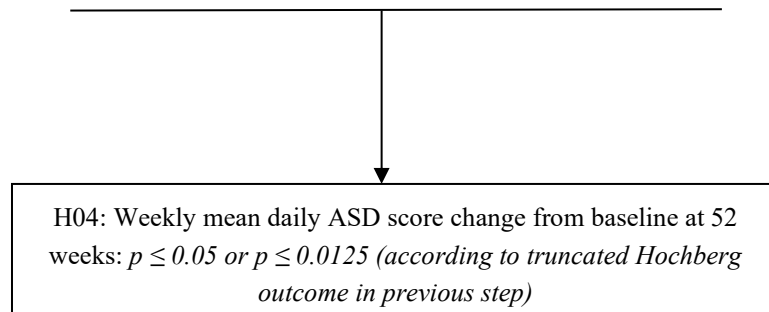 H04: Weekly mean daily ASD score change from baseline at 52
weeks: p ≤ 0.05 or p ≤ 0.0125 (according to truncated Hochberg
outcome in previous step)